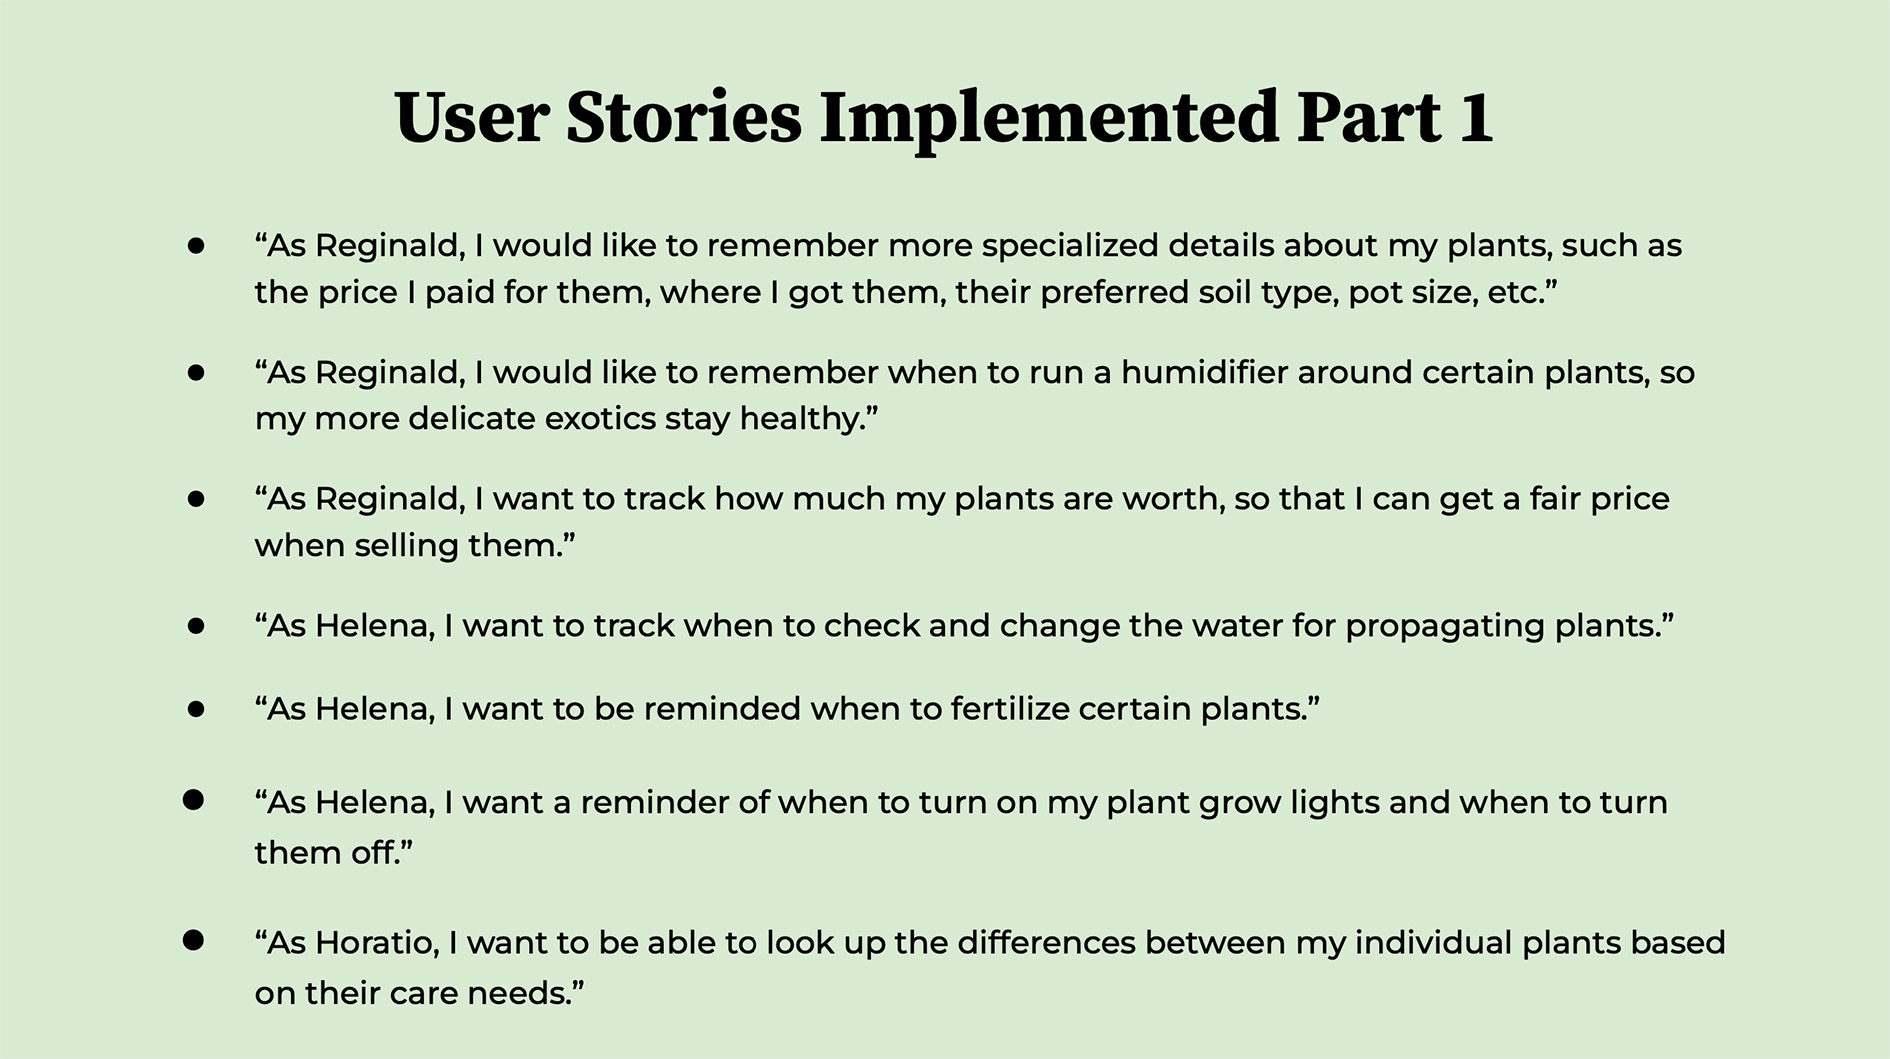 User Stories Implemented Part 1
● “As Reginald, I would like to remember more specialized details about my plants, such as
the price I paid for them, where I got them, their preferred soil type, pot size, etc.”
● “As Reginald, I would like to remember when to run a humidifier around certain plants, so
my more delicate exotics stay healthy.”
● “As Reginald, I want to track how much my plants are worth, so that I can get a fair price
when selling them.”
● “As Helena, I want to track when to check and change the water for propagating plants.”
● “As Helena, I want to be reminded when to fertilize certain plants.”
● “As Helena, I want a reminder of when to turn on my plant grow lights and when to turn
them off.”
● “As Horatio, I want to be able to look up the differences between my individual plants based
on their care needs.”